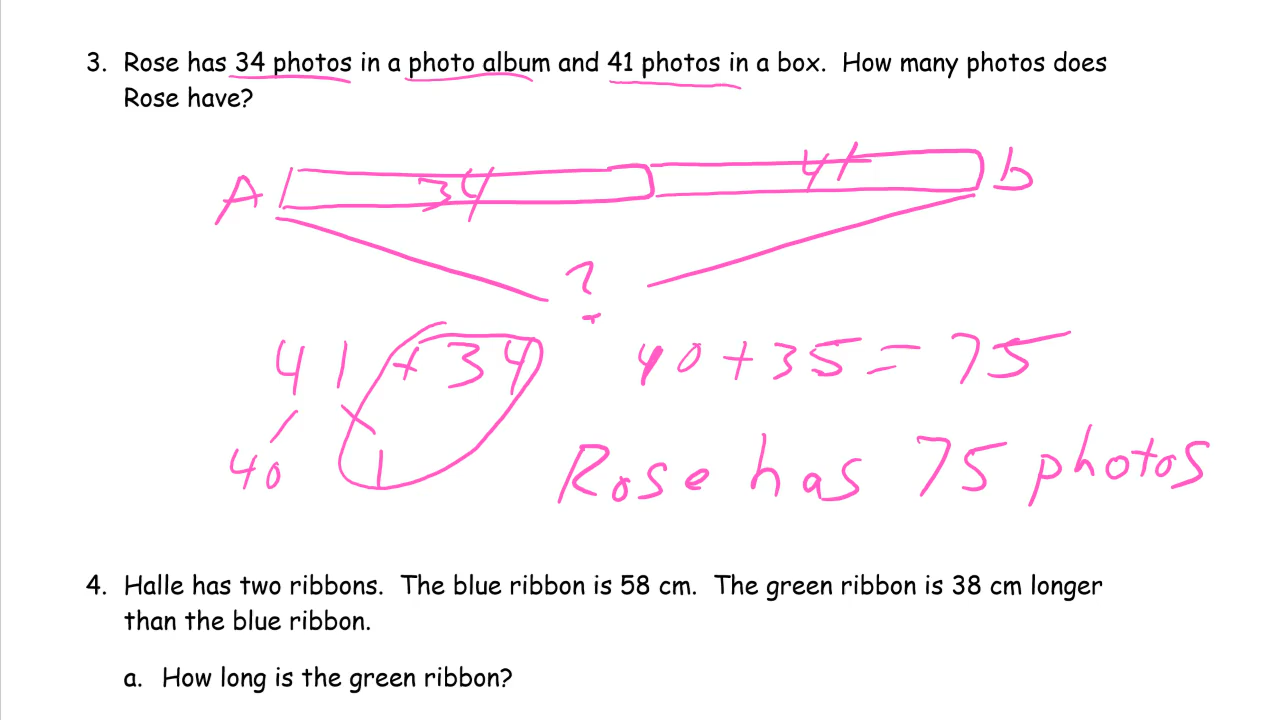 3. Rose has 34 photos in a photo album and 41 photos in a box. How many photos does
Rose have?
A 34 41 b
?
41 + 34 40 + 35 = 75
40 1
Rose has 75 photos
4. Halle has two ribbons. The blue ribbon is 58 cm. The green ribbon is 38 cm longer
than the blue ribbon.
a. How long is the green ribbon?